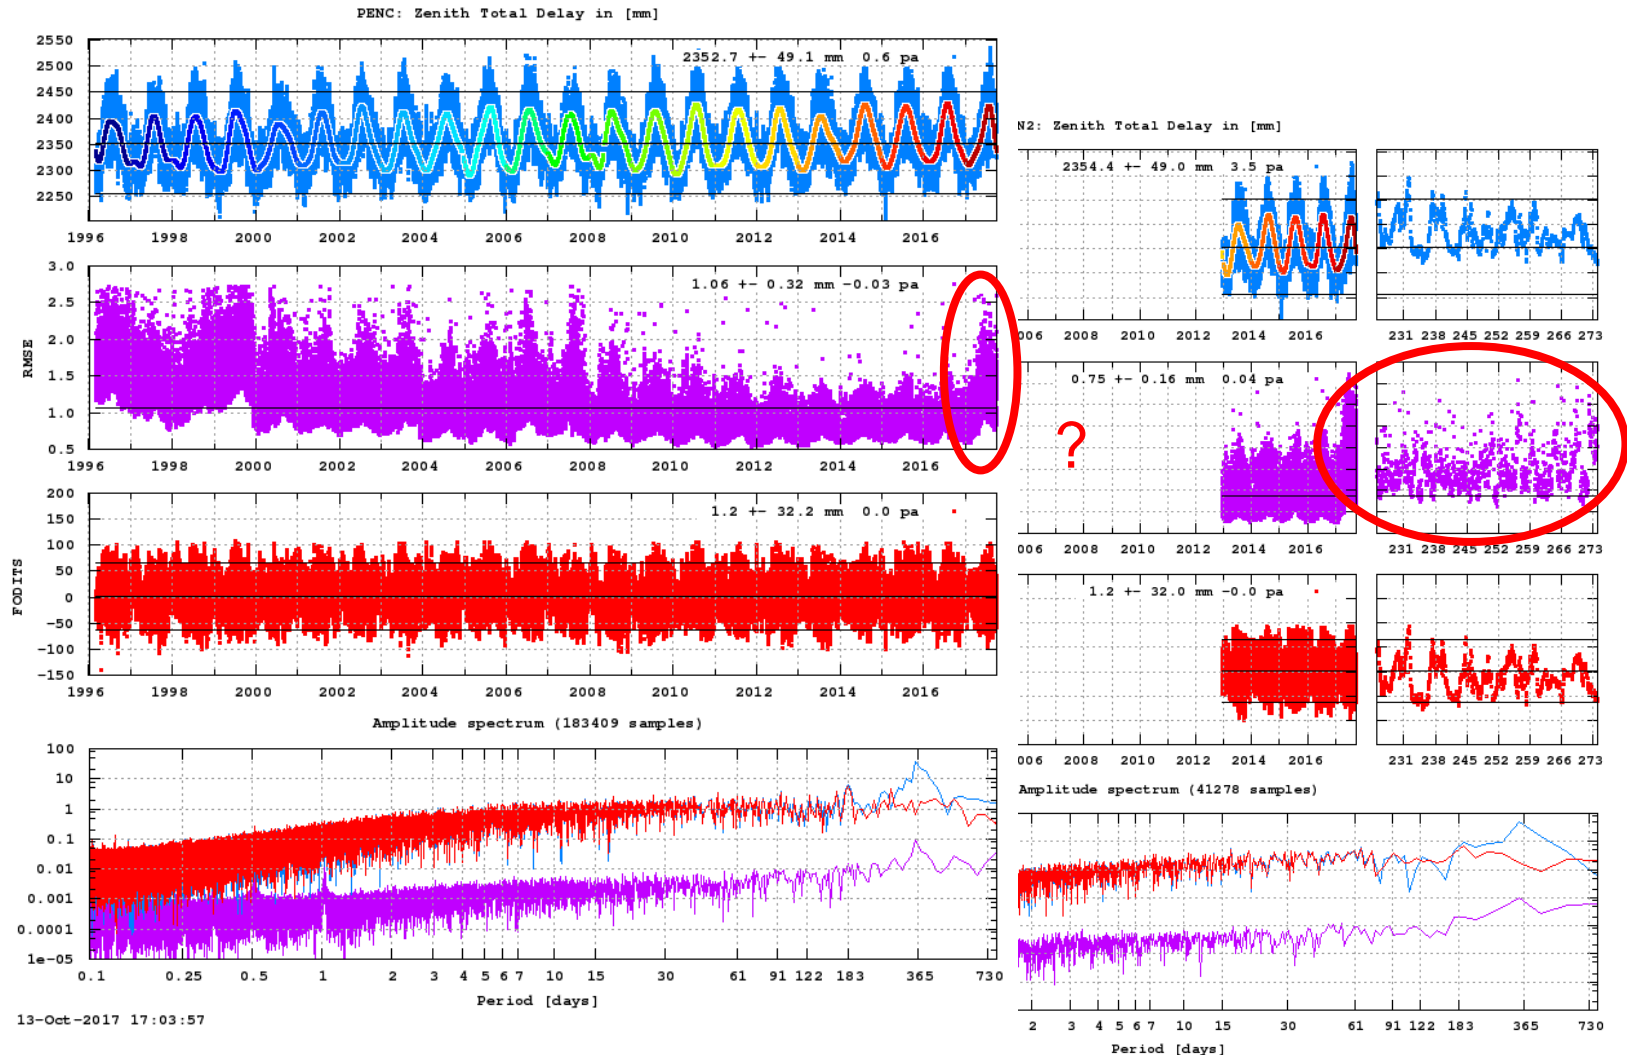 PENC: Zenith Total Delay in [mm]
2550
2500
2450
2400
2350
2300
2250
2352.7 +- 49.1 mm 0.6 pa
1996 1998 2000 2002 2004 2006 2008 2010 2012 2014 2016
RMSE
3.0
2.5
2.0
1.5
1.0
0.5
1.06 +- 0.32 mm -0.03 pa
1996 1998 2000 2002 2004 2006 2008 2010 2012 2014 2016
FODITS
200
150
100
50
0
-50
-100
-150
1.2 +- 32.2 mm 0.0 pa
1996 1998 2000 2002 2004 2006 2008 2010 2012 2014 2016
Amplitude spectrum (183409 samples)
100
10
1
0.1
0.01
0.001
0.0001
1e-05
0.1 0.25 0.5 1 2 3 4 5 6 7 10 15 30 61 91 122 183 365 730
Period [days]
13-Oct-2017 17:03:57
N2: Zenith Total Delay in [mm]
2354.4 +- 49.0 mm 3.5 pa
006 2008 2010 2012 2014 2016
231 238 245 252 259 266 273
0.75 +- 0.16 mm 0.04 pa
?
006 2008 2010 2012 2014 2016
231 238 245 252 259 266 273
1.2 +- 32.0 mm -0.0 pa
006 2008 2010 2012 2014 2016
231 238 245 252 259 266 273
Amplitude spectrum (41278 samples)
2 3 4 5 6 7 10 15 30 61 91 122 183 365 730
Period [days]